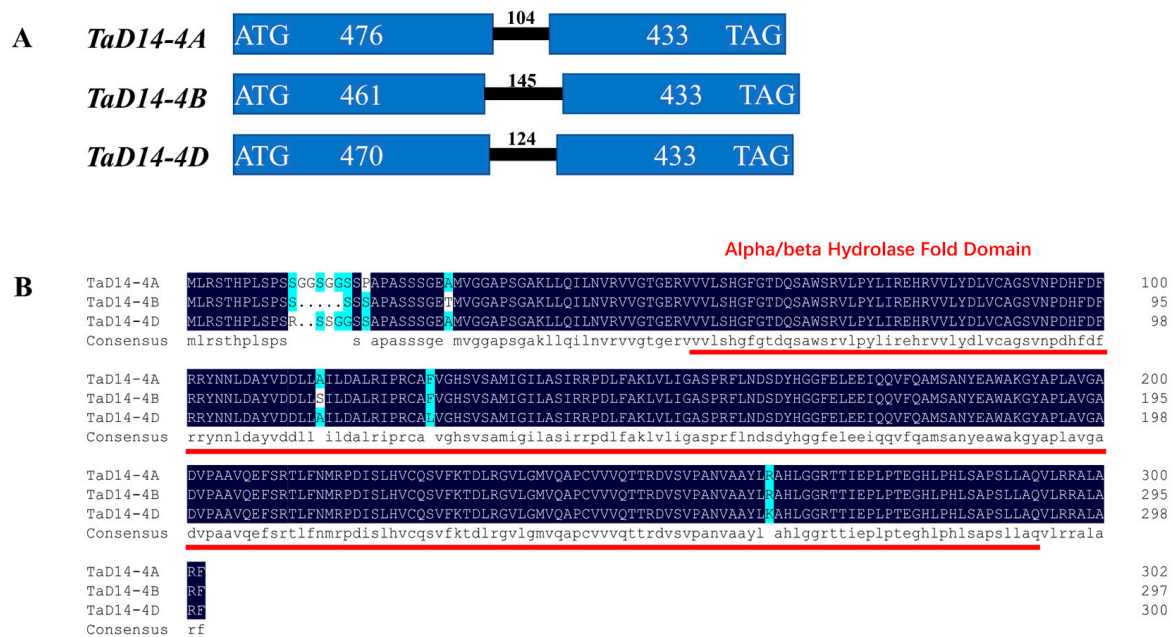 A
TaD14-4A ATG 476 104 433 TAG
TaD14-4B ATG 461 145 433 TAG
TaD14-4D ATG 470 124 433 TAG
Alpha/beta Hydrolase Fold Domain
B
TaD14-4A MLRSTHPLSPSSGGSGGSSPAPASSSGEAMVGGAPSGAKLLQILNVRVVGTGERVVVLSHGFGTDQSAWSRVLPYLIREHRVVLYDLVCAGSVNPDHFDF 100
TaD14-4B MLRSTHPLSPSS.....SSSAPASSSGETMVGGAPSGAKLLQILNVRVVGTGERVVVLSHGFGTDQSAWSRVLPYLIREHRVVLYDLVCAGSVNPDHFDF 95
TaD14-4D MLRSTHPLSPSR..SSGGSSAPASSSGEAMVGGAPSGAKLLQILNVRVVGTGERVVVLSHGFGTDQSAWSRVLPYLIREHRVVLYDLVCAGSVNPDHFDF 98
Consensus mlrsthplsps s apasssge mvggapsgakllqilnvrvvgtgervvvlshgfgtdqsawsrvlpylirehrvvlydlvcagsvnpdhfdf
TaD14-4A RRYNNLDAYVDDLLAILDALRIPRCAFVGHSVSAMIGILASIRRPDLFAKLVLIGASPRFLNDSDYHGGFELEEIQQVFQAMSANYEAWAKGYAPLAVGA 200
TaD14-4B RRYNNLDAYVDDLLSILDALRIPRCAFVGHSVSAMIGILASIRRPDLFAKLVLIGASPRFLNDSDYHGGFELEEIQQVFQAMSANYEAWAKGYAPLAVGA 195
TaD14-4D RRYNNLDAYVDDLLAILDALRIPRCALVGHSVSAMIGILASIRRPDLFAKLVLIGASPRFLNDSDYHGGFELEEIQQVFQAMSANYEAWAKGYAPLAVGA 198
Consensus rrynnldayvddll ildalriprca vghsvsamigilasirrpdlfaklvligasprflndsdyhggfeleeiqqvfqamsanyeawakgyaplavga
TaD14-4A DVPAAVQEFSRTLFNMRPDISLHVCQSVFKTDLRGVLGMVQAPCVVVQTTRDVSVPANVAAYLRAHLGGRTTIEPLPTEGHLPHLSAPSLLAQVLRRALA 300
TaD14-4B DVPAAVQEFSRTLFNMRPDISLHVCQSVFKTDLRGVLGMVQAPCVVVQTTRDVSVPANVAAYLRAHLGGRTTIEPLPTEGHLPHLSAPSLLAQVLRRALA 295
TaD14-4D DVPAAVQEFSRTLFNMRPDISLHVCQSVFKTDLRGVLGMVQAPCVVVQTTRDVSVPANVAAYLKAHLGGRTTIEPLPTEGHLPHLSAPSLLAQVLRRALA 298
Consensus dvpaavqefsrtlfnmrpdislhvcqsvfktdlrgvlgmvqapcvvvqttrdvsvpanvaayl ahlggrttieplpteghlphlsapsllaqvlrrala
TaD14-4A RF 302
TaD14-4B RF 297
TaD14-4D RF 300
Consensus rf